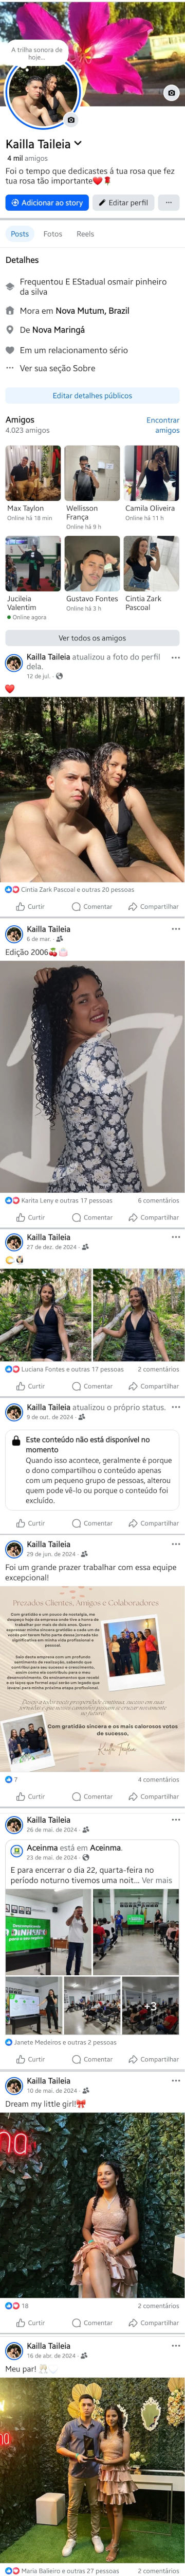 A trilha sonora de
hoje...
Kailla Taileia
4 mil amigos
Foi o tempo que dedicastes á tua rosa que fez
tua rosa tão importante❤️🌹
Adicionar ao story
Editar perfil
Posts
Fotos
Reels
Detalhes
Frequentou E EStadual osmair pinheiro
da silva
Mora em Nova Mutum, Brazil
De Nova Maringá
Em um relacionamento sério
Ver sua seção Sobre
Editar detalhes públicos
Amigos
Encontrar
4.023 amigos
amigos
Max Taylon
Online há 18 min
Wellisson
França
Online há 9 h
Camila Oliveira
Online há 11 h
Jucileia
Valentim
Online agora
Gustavo Fontes
Online há 3 h
Cintia Zark
Pascoal
Ver todos os amigos
Kailla Taileia atualizou a foto do perfil
dela.
12 de jul. ·
❤️
Cintia Zark Pascoal e outras 20 pessoas
Curtir
Comentar
Compartilhar
Kailla Taileia
6 de mar. ·
Edição 2006🍒
Karita Leny e outras 17 pessoas
6 comentários
Curtir
Comentar
Compartilhar
Kailla Taileia
27 de dez. de 2024 ·
Luciana Fontes e outras 17 pessoas
2 comentários
Curtir
Comentar
Compartilhar
Kailla Taileia atualizou o próprio status.
9 de out. de 2024 ·
Este conteúdo não está disponível no
momento
Quando isso acontece, geralmente é porque
o dono compartilhou o conteúdo apenas
com um pequeno grupo de pessoas, alterou
quem pode vê-lo ou porque o conteúdo foi
excluído.
Curtir
Comentar
Compartilhar
Kailla Taileia
29 de jun. de 2024 ·
Foi um grande prazer trabalhar com essa equipe
excepcional!
Prezados Clientes, Amigos e Colaboradores
Com gratidão e sincera e os mais calorosos votos
de sucesso,
Kailla Taileia
7
4 comentários
Curtir
Comentar
Compartilhar
Kailla Taileia
26 de mai. de 2024 ·
Aceinma está em Aceinma.
23 de mai. de 2024 ·
E para encerrar o dia 22, quarta-feira no
período noturno tivemos uma noit... Ver mais
+3
Janete Medeiros e outras 2 pessoas
Curtir
Comentar
Compartilhar
Kailla Taileia
10 de mai. de 2024 ·
Dream my little girl!🎀
18
2 comentários
Curtir
Comentar
Compartilhar
Kailla Taileia
16 de abr. de 2024 ·
Meu par!
Maria Balieiro e outras 27 pessoas
2 comentários